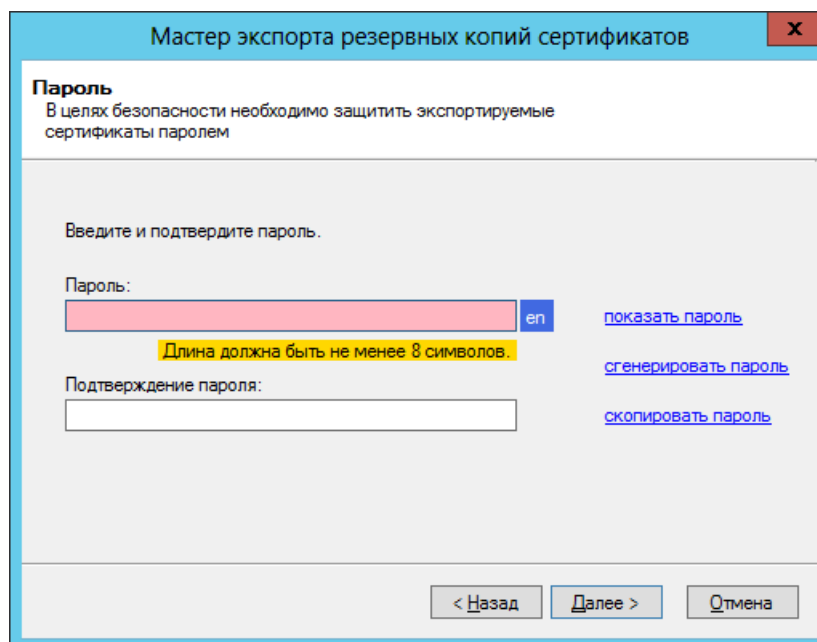 Мастер экспорта резервных копий сертификатов
x
Пароль
В целях безопасности необходимо защитить экспортируемые
сертификаты паролем
Введите и подтвердите пароль.
Пароль:
en
показать пароль
Длина должна быть не менее 8 символов.
сгенерировать пароль
Подтверждение пароля:
скопировать пароль
< Назад
Далее >
Отмена